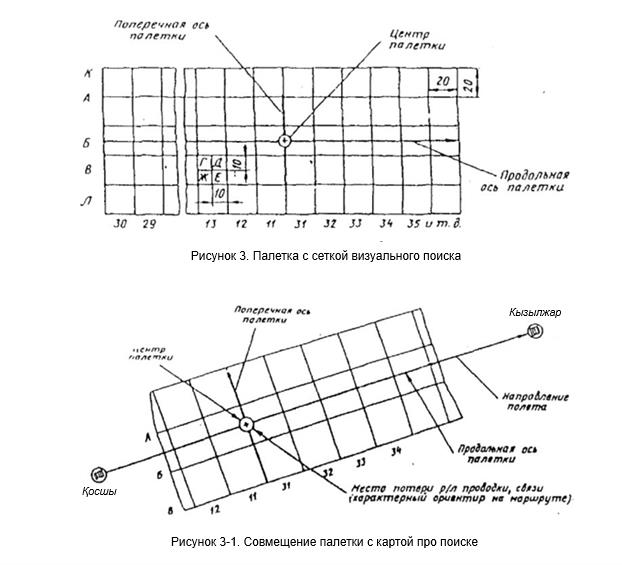 Поперечная ось
палетки
Центр
палетки
К
20
20
А
Б
Г Д
10
В
Ж Е
Продольная
ось палетки
10
Л
30 29 13 12 11 31 32 33 34 35 и т. д.
Рисунок 3. Палетка с сеткой визуального поиска
Поперечная ось
палетки
Кызылжар
центр
палетки
Направление
полета
А
Продольная ось
палетки
Б
34
33
32
31
Қосшы
11
12
В
Место потери р/л проводки, связи
(характерный ориентир на маршруте)
Рисунок 3-1. Совмещение палетки с картой про поиске